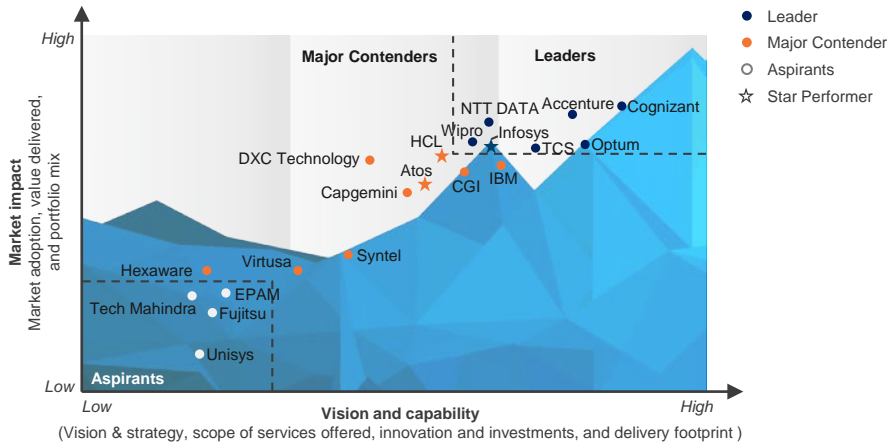 High
Major Contenders
Leaders
Leader
Major Contender
Aspirants
Star Performer
NTT DATA
Accenture
Cognizant
Wipro
Infosys
HCL
TCS
Optum
DXC Technology
Atos
CGI
IBM
Capgemini
Syntel
Virtusa
Hexaware
EPAM
Tech Mahindra
Fujitsu
Unisys
Aspirants
Market impact
Market adoption, value delivered,
and portfolio mix
Low
Low
High
Vision and capability
(Vision & strategy, scope of services offered, innovation and investments, and delivery footprint )